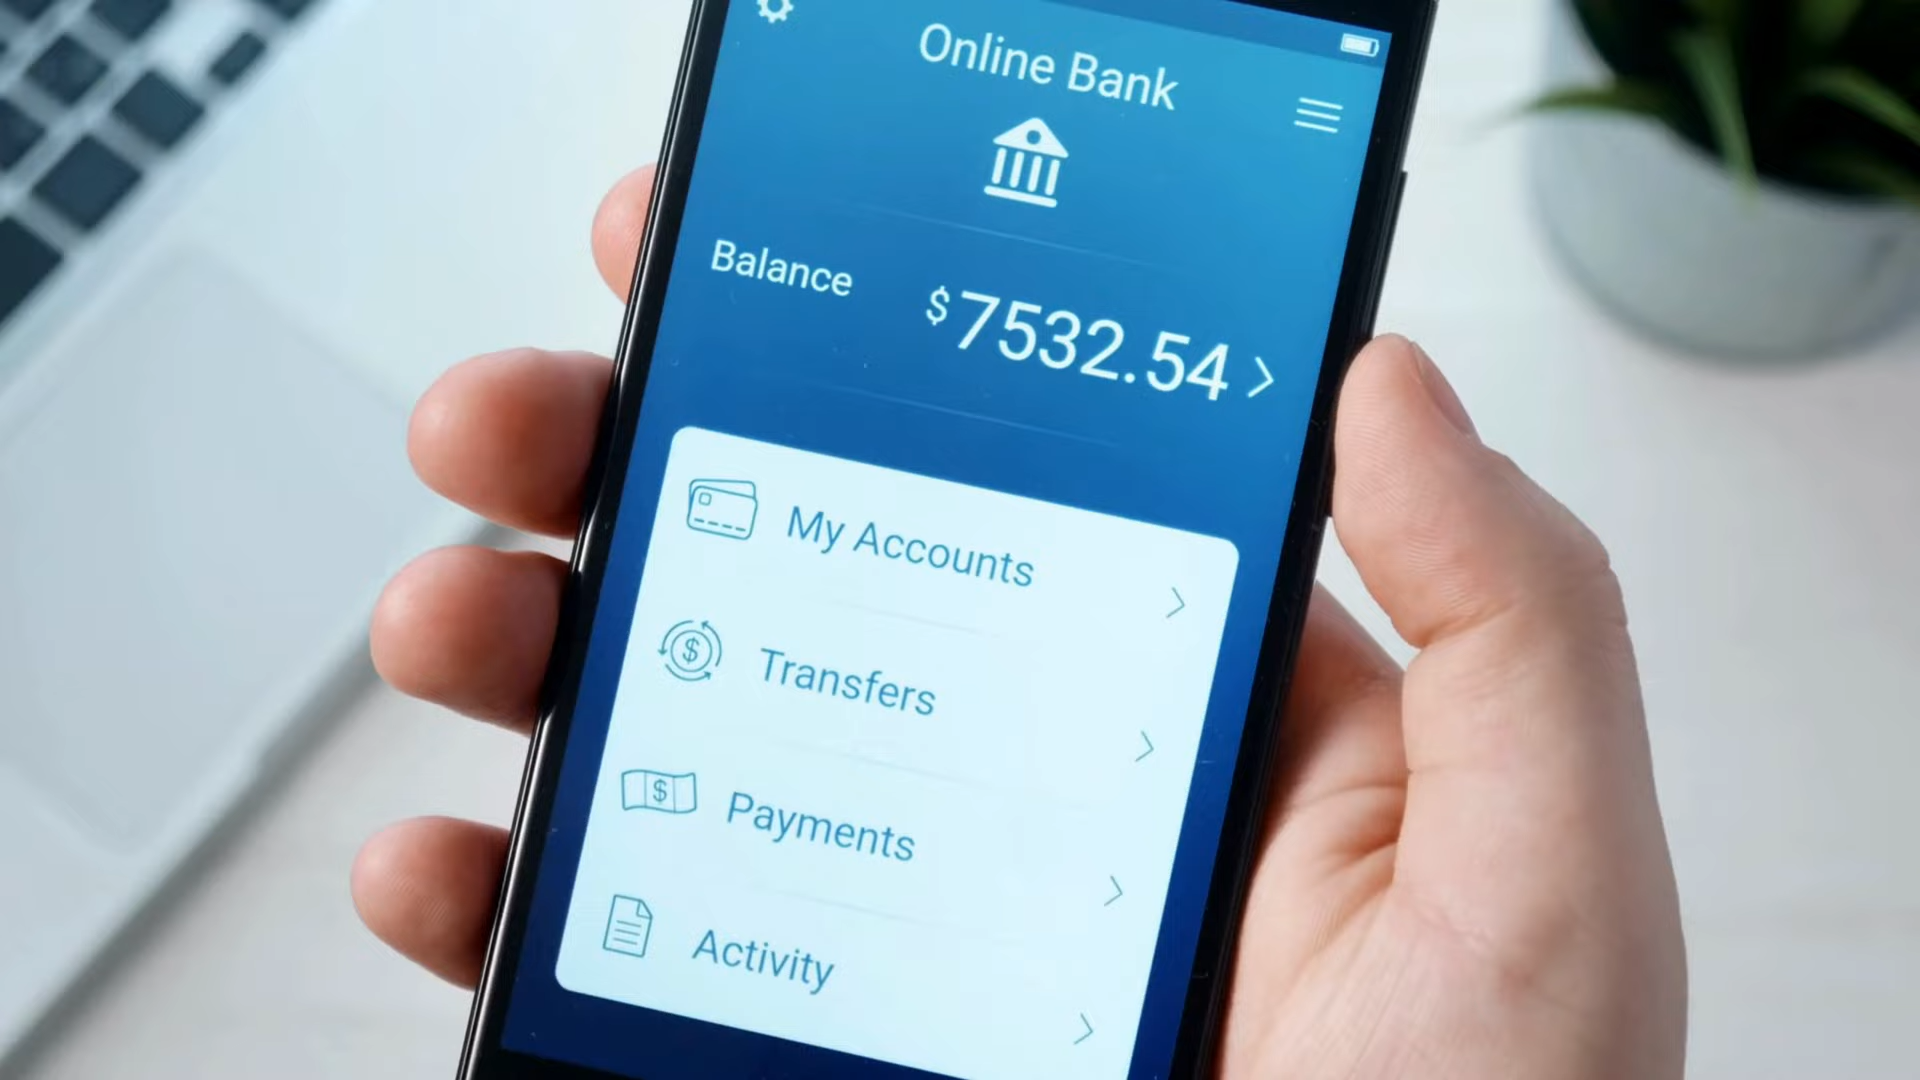 Online Bank
Balance $7532.54
My Accounts
Transfers
Payments
Activity